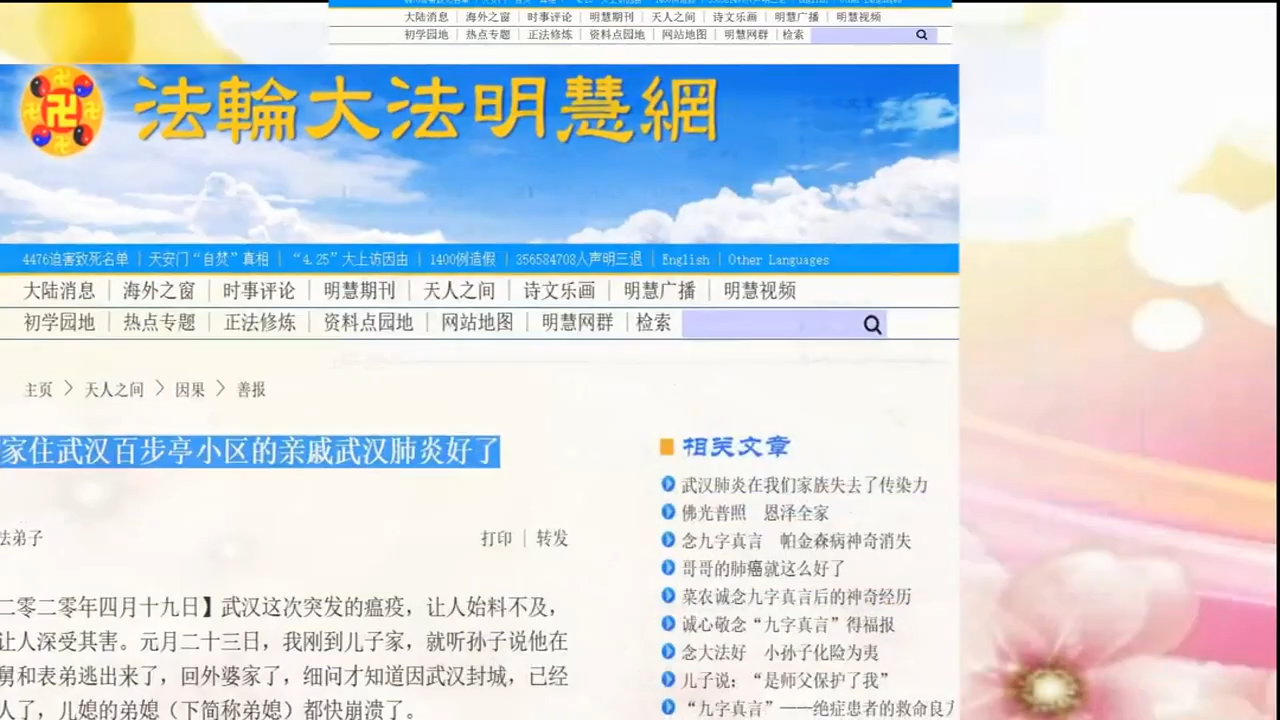 大陆消息 | 海外之窗 | 时事评论 | 明慧期刊 | 天人之间 | 诗文乐画 | 明慧广播 | 明慧视频
初学园地 | 热点专题 | 正法修炼 | 资料点园地 | 网站地图 | 明慧网群 | 检索
法輪大法明慧網
4476迫害致死名单 | 天安门“自焚”真相 | “4.25”大上访因由 | 1400例造假 | 356584708人声明三退 | English | Other Languages
大陆消息 | 海外之窗 | 时事评论 | 明慧期刊 | 天人之间 | 诗文乐画 | 明慧广播 | 明慧视频
初学园地 | 热点专题 | 正法修炼 | 资料点园地 | 网站地图 | 明慧网群 | 检索
主页 > 天人之间 > 因果 > 善报
家住武汉百步亭小区的亲戚武汉肺炎好了
法弟子
打印 | 转发
二零二零年四月十九日】武汉这次突发的瘟疫，让人始料不及，
让人深受其害。元月二十三日，我刚到儿子家，就听孙子说他在
舅和表弟逃出来了，回外婆家了，细问才知道因武汉封城，已经
人了，儿媳的弟媳（下简称弟媳）都快崩溃了。
相关文章
武汉肺炎在我们家族失去了传染力
佛光普照　恩泽全家
念九字真言　帕金森病神奇消失
哥哥的肺癌就这么好了
菜农诚念九字真言后的神奇经历
诚心敬念“九字真言”得福报
念大法好　小孙子化险为夷
儿子说：“是师父保护了我”
“九字真言”——绝症患者的救命良